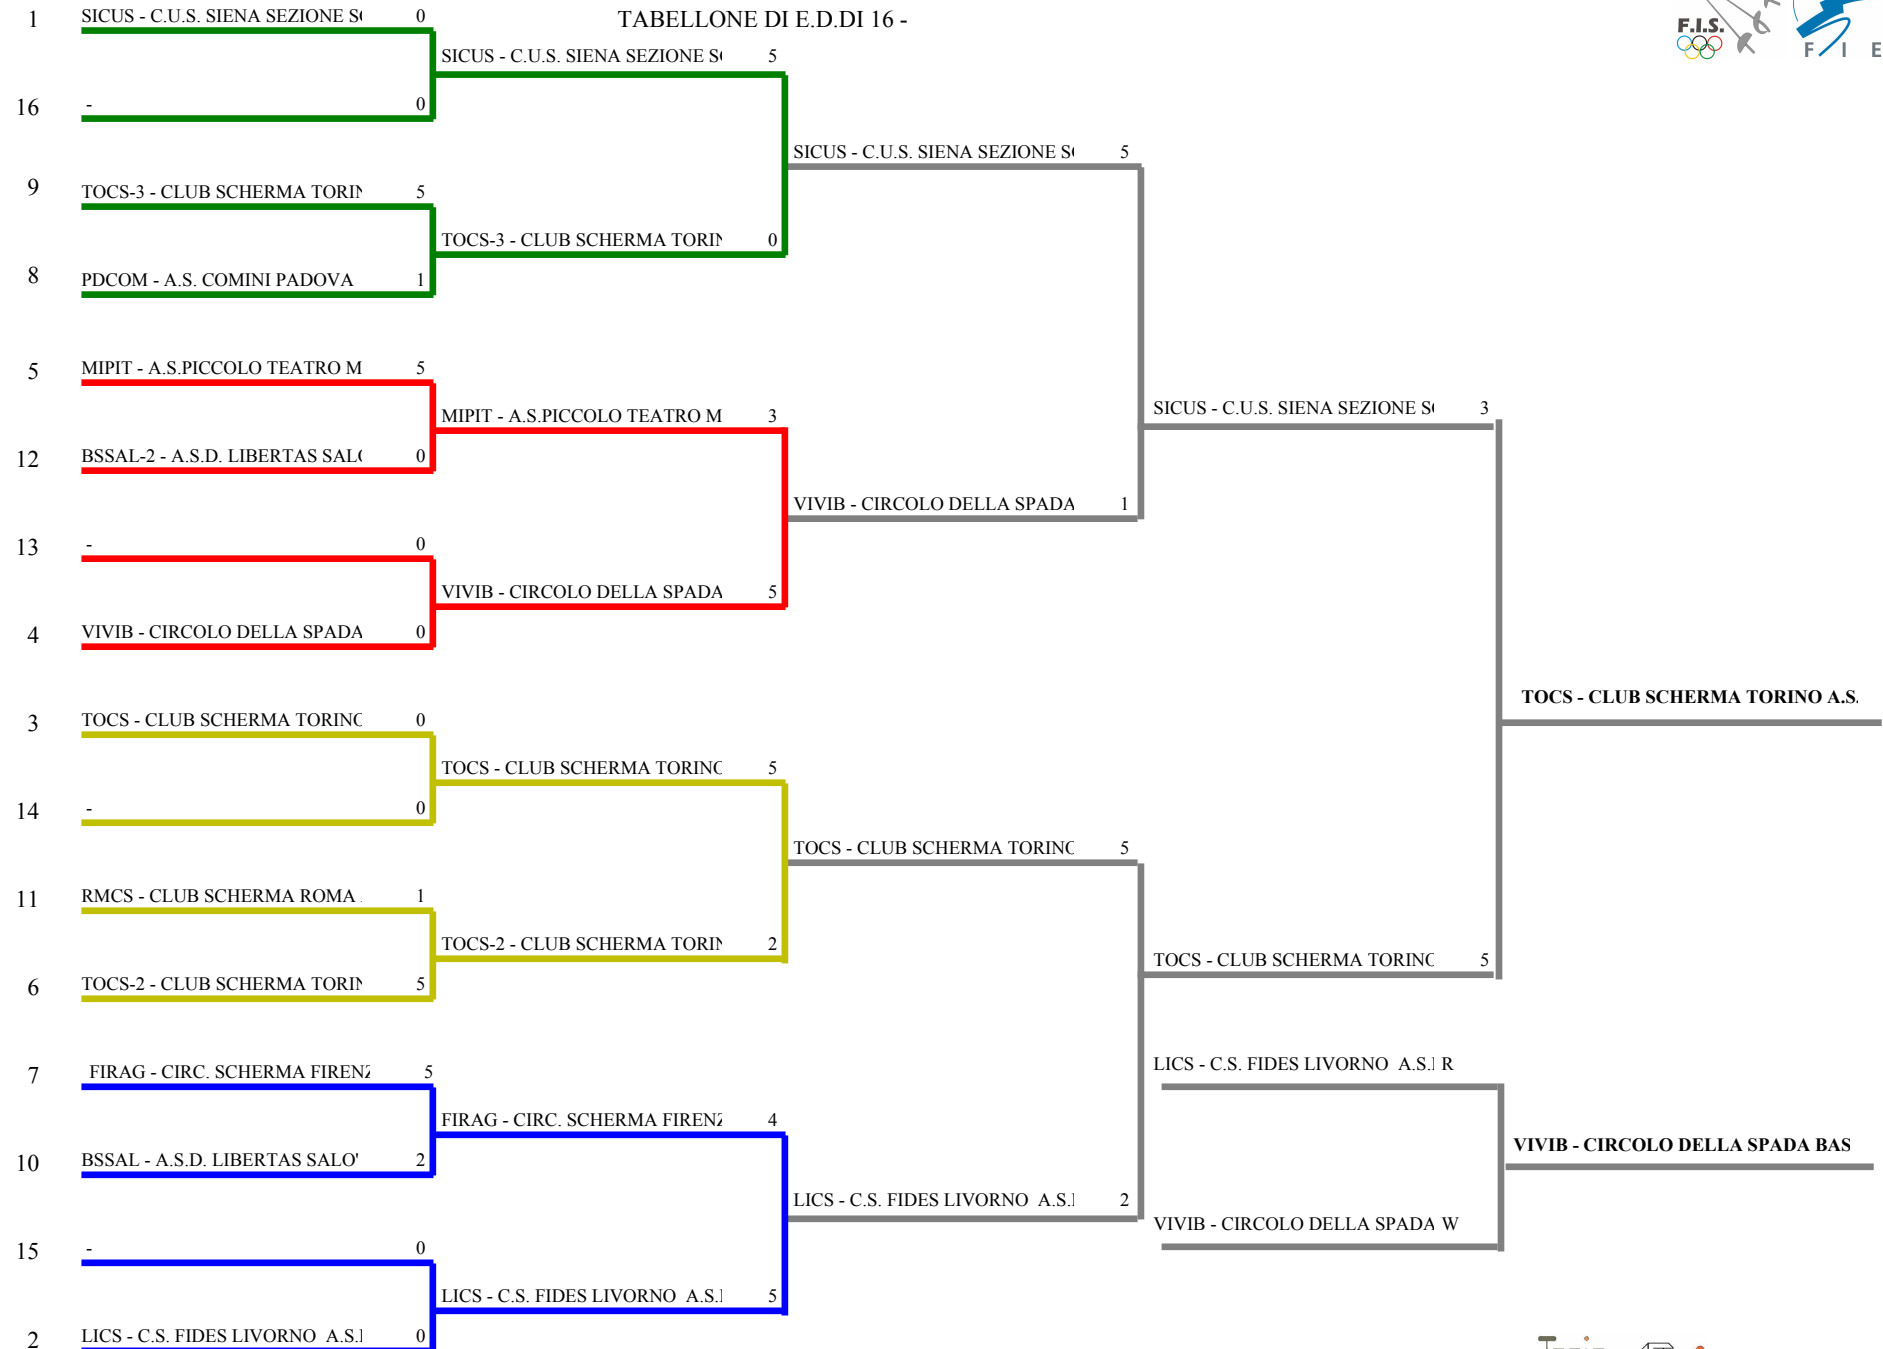 TABELLONE DI E.D.DI 16 -
F.I.S.
F I E
1 SICUS - C.U.S. SIENA SEZIONE S 0
SICUS - C.U.S. SIENA SEZIONE S 5
16 - 0
SICUS - C.U.S. SIENA SEZIONE S 5
9 TOCS-3 - CLUB SCHERMA TORIN 5
TOCS-3 - CLUB SCHERMA TORIN 0
8 PDCOM - A.S. COMINI PADOVA 1
5 MIPIT - A.S.PICCOLO TEATRO M 5
MIPIT - A.S.PICCOLO TEATRO M 3
SICUS - C.U.S. SIENA SEZIONE S 3
12 BSSAL-2 - A.S.D. LIBERTAS SAL 0
VIVIB - CIRCOLO DELLA SPADA 1
13 - 0
VIVIB - CIRCOLO DELLA SPADA 5
4 VIVIB - CIRCOLO DELLA SPADA 0
TOCS - CLUB SCHERMA TORINO A.S.
3 TOCS - CLUB SCHERMA TORINO 0
TOCS - CLUB SCHERMA TORINO 5
14 - 0
TOCS - CLUB SCHERMA TORINO 5
11 RMCS - CLUB SCHERMA ROMA 1
TOCS-2 - CLUB SCHERMA TORIN 2
TOCS - CLUB SCHERMA TORINO 5
6 TOCS-2 - CLUB SCHERMA TORIN 5
LICS - C.S. FIDES LIVORNO A.S. R
7 FIRAG - CIRC. SCHERMA FIRENZ 5
FIRAG - CIRC. SCHERMA FIRENZ 4
VIVIB - CIRCOLO DELLA SPADA BAS
10 BSSAL - A.S.D. LIBERTAS SALO' 2
LICS - C.S. FIDES LIVORNO A.S. 2
VIVIB - CIRCOLO DELLA SPADA W
15 - 0
LICS - C.S. FIDES LIVORNO A.S. 5
2 LICS - C.S. FIDES LIVORNO A.S. 0